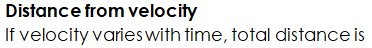 Distance from velocity
If velocity varies with time, total distance is